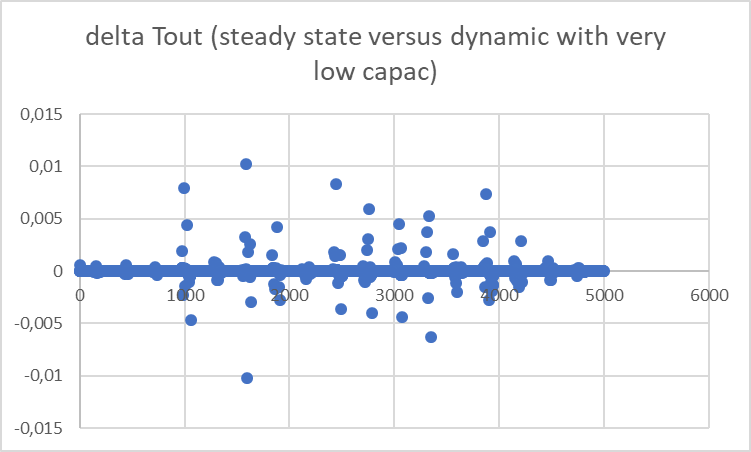 delta Tout (steady state versus dynamic with very
low capac)
0,015
0,01
0,005
0
-0,005
-0,01
-0,015
0 1000 2000 3000 4000 5000 6000